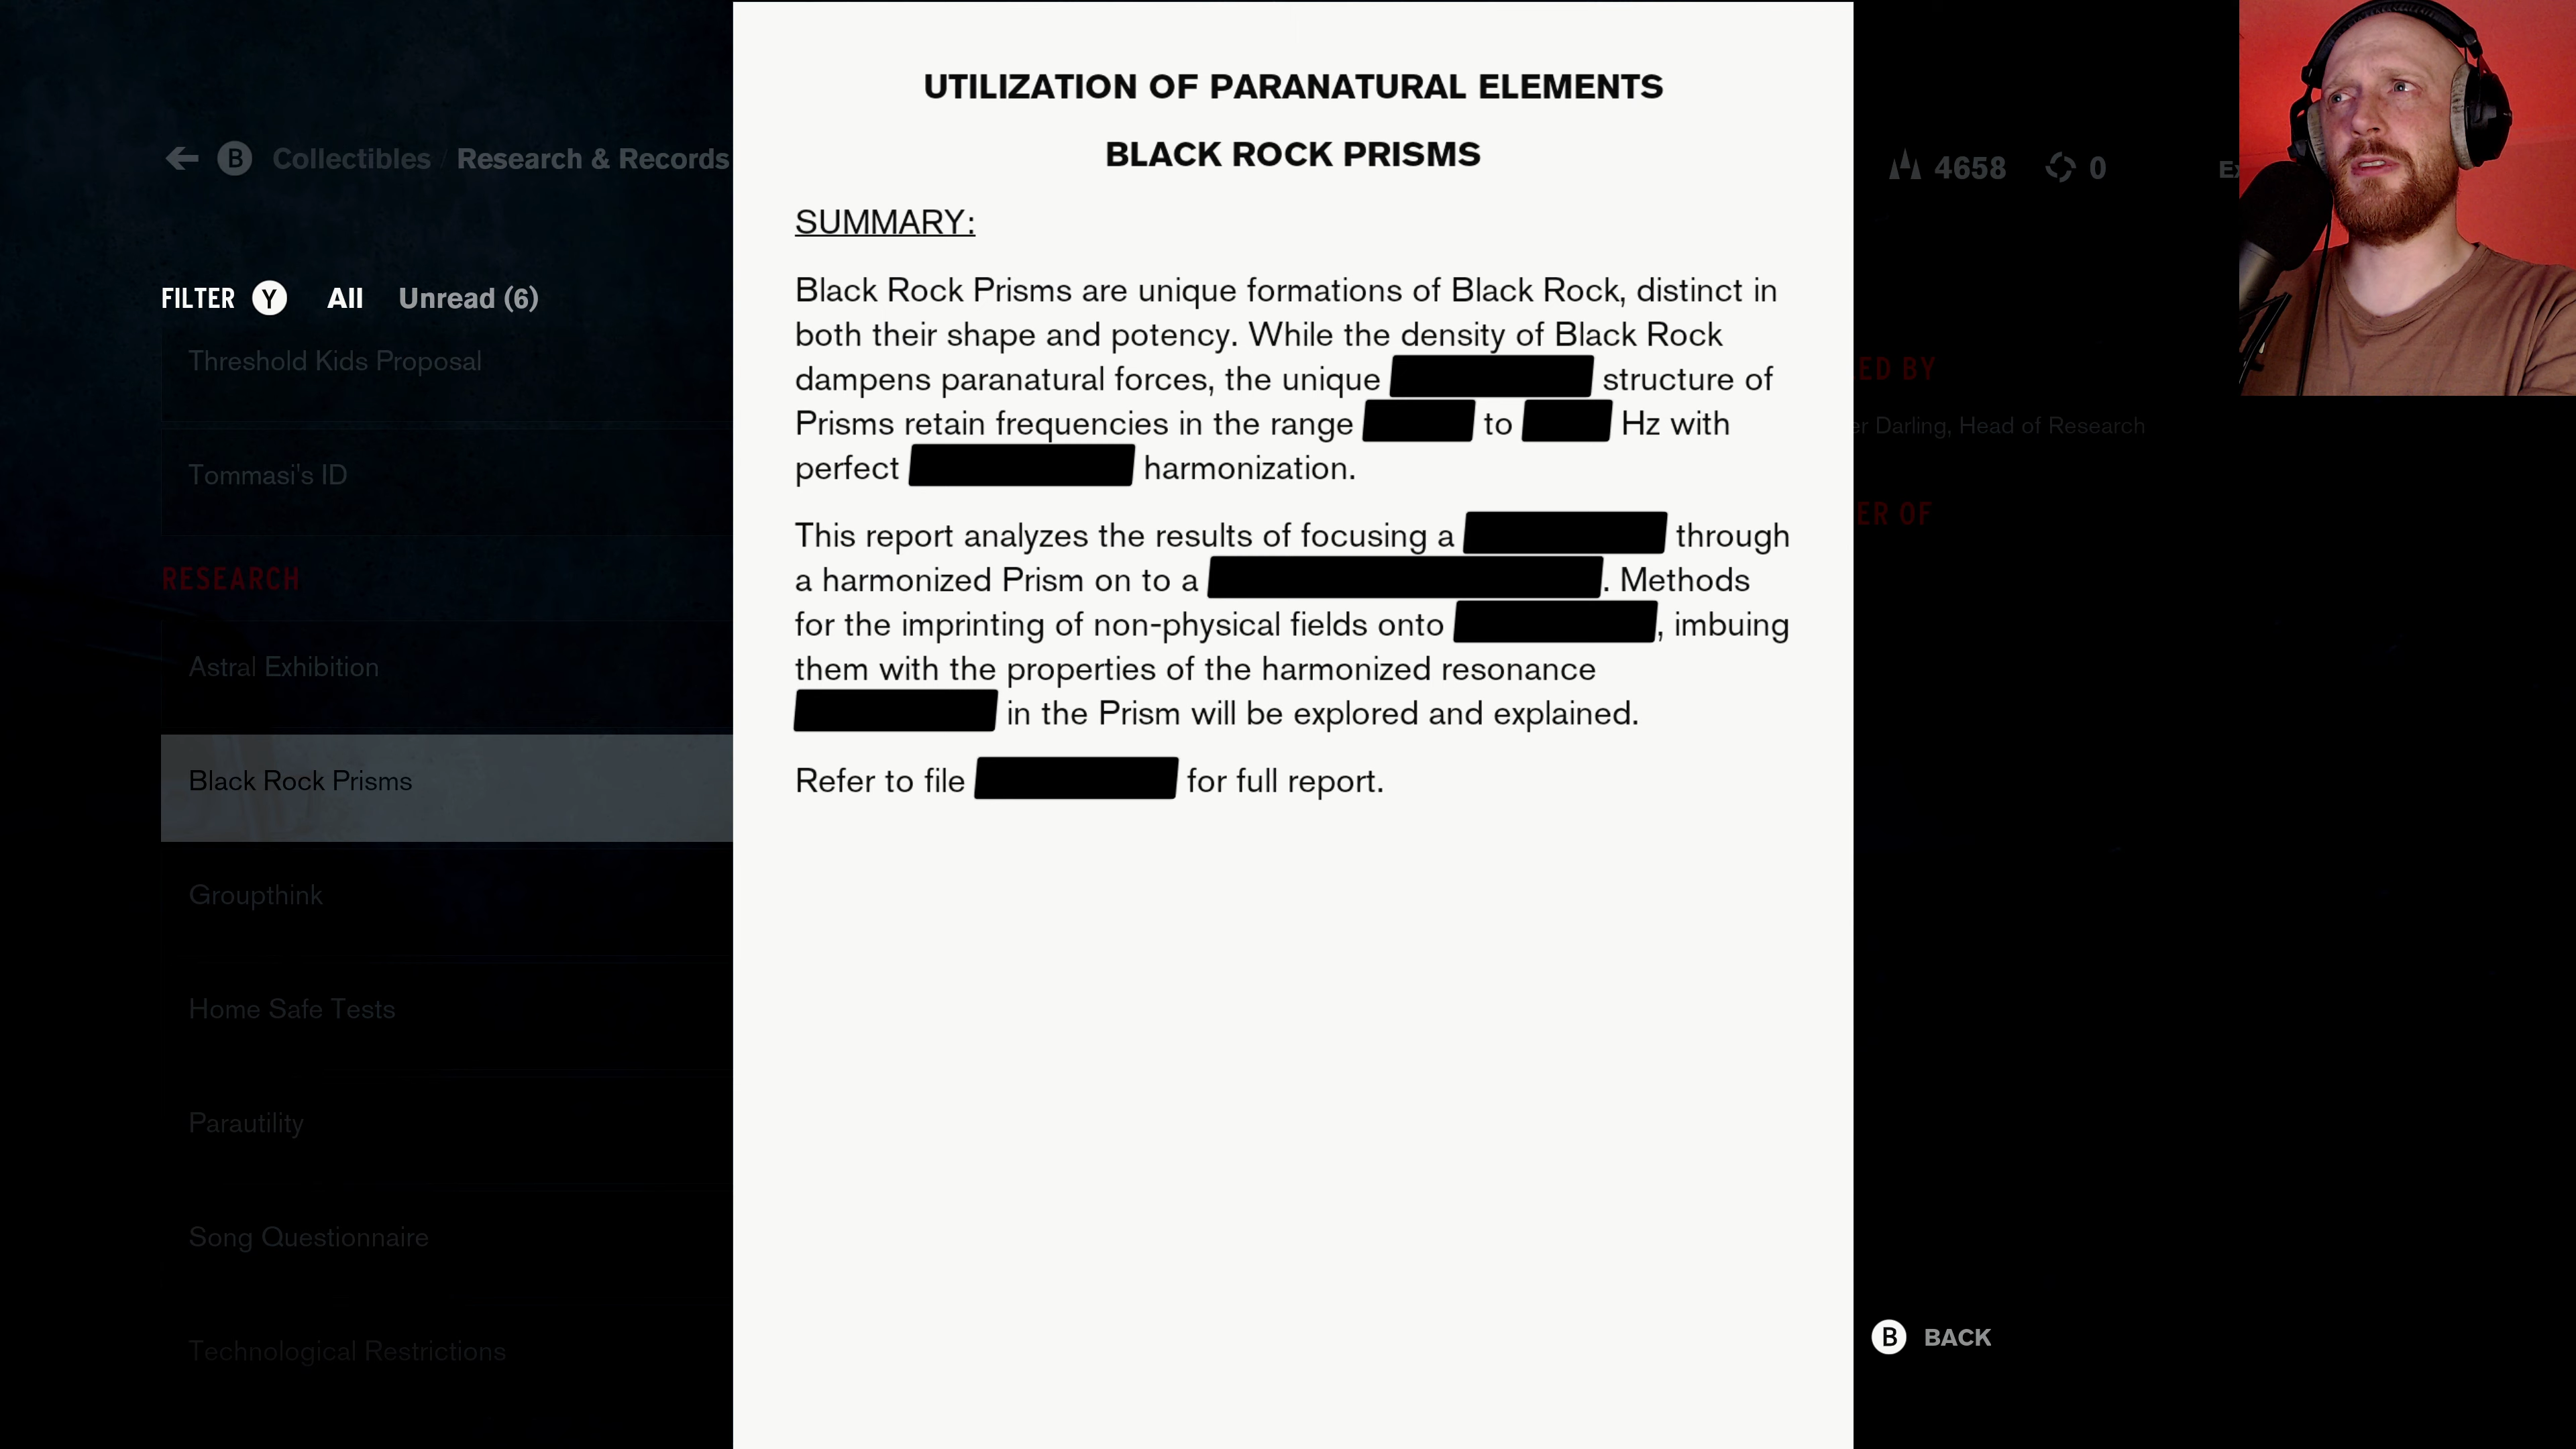 B Collectibles / Research & Records
FILTER Y All Unread (6)
Threshold Kids Proposal
Tommasi's ID
RESEARCH
Astral Exhibition
Black Rock Prisms
Groupthink
Home Safe Tests
Parautility
Song Questionnaire
Technological Restrictions
UTILIZATION OF PARANATURAL ELEMENTS
BLACK ROCK PRISMS
SUMMARY:
Black Rock Prisms are unique formations of Black Rock, distinct in
both their shape and potency. While the density of Black Rock
dampens paranatural forces, the unique structure of
Prisms retain frequencies in the range to Hz with
perfect harmonization.
This report analyzes the results of focusing a through
a harmonized Prism on to a . Methods
for the imprinting of non-physical fields onto , imbuing
them with the properties of the harmonized resonance
in the Prism will be explored and explained.
Refer to file for full report.
4658 0 Ex
ED BY
er Darling, Head of Research
ER OF
B BACK